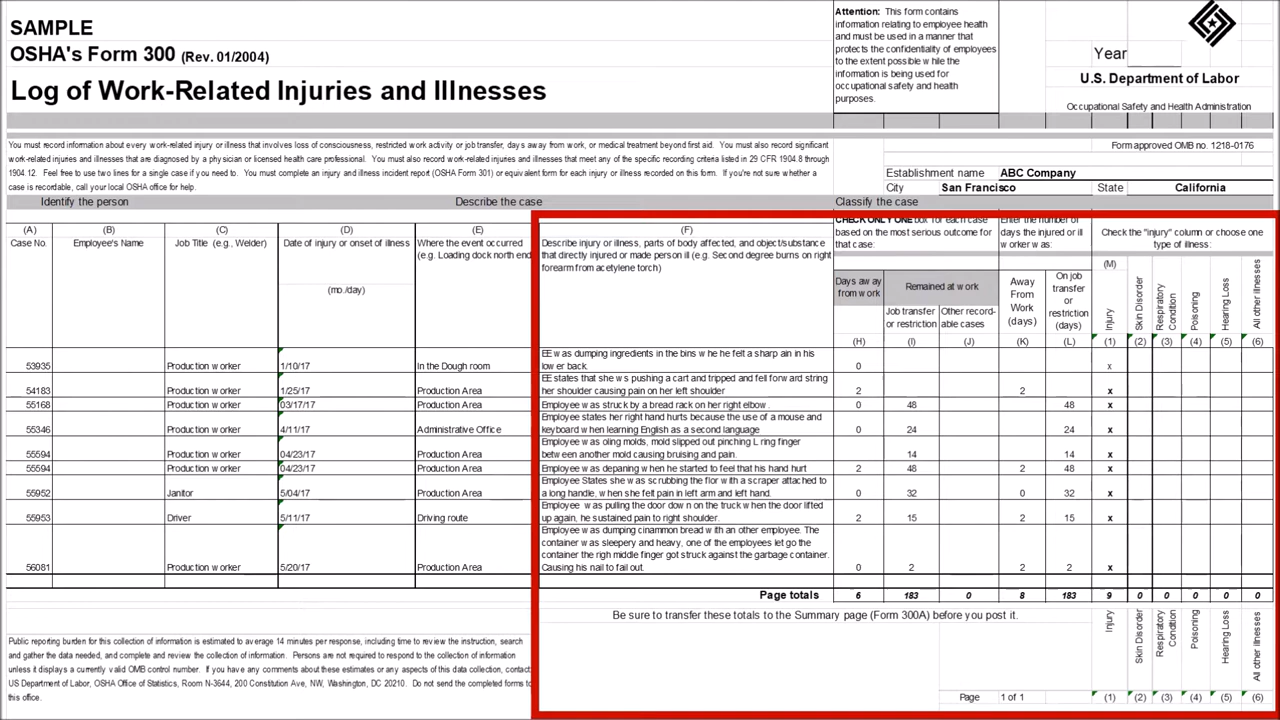 SAMPLE
OSHA's Form 300 (Rev. 01/2004)
Log of Work-Related Injuries and Illnesses
Attention: This form contains
information relating to employee health
and must be used in a manner that
protects the confidentiality of employees
to the extent possible while the
information is being used for
occupational safety and health
purposes.
Year
U.S. Department of Labor
Occupational Safety and Health Administration
You must record information about every work-related injury or illness that involves loss of consciousness, restricted work activity or job transfer, days away from work, or medical treatment beyond first aid. You must also record significant
work-related injuries and illnesses that are diagnosed by a physician or licensed health care professional. You must also record work-related injuries and illnesses that meet any of the specific recording criteria listed in 29 CFR 1904.8 through
1904.12. Feel free to use two lines for a single case if you need to. You must complete an injury and illness incident report (OSHA Form 301) or equivalent form for each injury or illness recorded on this form. If you're not sure whether a
case is recordable, call your local OSHA office for help.
Form approved OMB no. 1218-0176
Establishment name ABC Company
City San Francisco State California
Identify the person Describe the case Classify the case
(A) (B) (C) (D) (E) (F)
Case No. Employee's Name Job Title (e.g., Welder) Date of injury or onset of illness
(mo./day)
Where the event occurred
(e.g. Loading dock north end
Describe injury or illness, parts of body affected, and object/substance
that directly injured or made person ill (e.g. Second degree burns on right
forearm from acetylene torch)
CHECK ONLY ONE box for each case
based on the most serious outcome for
that case:
Enter the number of
days the injured or ill
worker was:
Check the "injury" column or choose one
type of illness:
(M)
Days away
from work
Remained at work
Job transfer
or restriction
Other record-
able cases
Away
From
Work
(days)
On job
transfer
or
restriction
(days)
Injury
Skin Disorder
Respiratory
Condition
Poisoning
Hearing Loss
All other illnesses
(H) (I) (J) (K) (L) (1) (2) (3) (4) (5) (6)
EE was dumping ingredients in the bins w he he felt a sharp ain in his
53935 Production worker 1/10/17 In the Dough room lower back. 0 x
EE states that she w s pushing a cart and tripped and fell forward string
54183 Production worker 1/25/17 Production Area her shoulder causing pain on her left shoulder 2 2 x
55168 Production worker 03/17/17 Production Area Employee was struck by a bread rack on her right elbow. 0 48 48 x
Employee states her right hand hurts because the use of a mouse and
55346 Production worker 4/11/17 Administrative Office keyboard when learning English as a second language 0 24 24 x
Employee was oling molds, mold slipped out pinching L ring finger
55594 Production worker 04/23/17 Production Area between another mold causing bruising and pain. 14 14 x
55594 Production worker 04/23/17 Production Area Employee was depaning when he started to feel that his hand hurt 2 48 2 48 x
Employee States she was scrubbing the flor with a scraper attached to
55952 Janitor 5/04/17 Production Area a long handle, when she felt pain in left arm and left hand. 0 32 0 32 x
Employee was pulling the door down on the truck when the door lifted
55953 Driver 5/11/17 Driving route up again, he sustained pain to right shoulder. 2 15 2 15 x
Employee was dumping cinammon bread with an other employee. The
container was sleepery and heavy, one of the employees let go the
container the righ middle finger got struck against the garbage container.
56081 Production worker 5/20/17 Production Area Causing his nail to fall out. 0 2 2 2 x
Page totals 6 183 0 8 183 9 0 0 0 0 0
Be sure to transfer these totals to the Summary page (Form 300A) before you post it.
Injury
Skin Disorder
Respiratory
Condition
Poisoning
Hearing Loss
All other illnesses
Public reporting burden for this collection of information is estimated to average 14 minutes per response, including time to review the instruction, search
and gather the data needed, and complete and review the collection of information. Persons are not required to respond to the collection of information
unless it displays a currently valid OMB control number. If you have any comments about these estimates or any aspects of this data collection, contact
US Department of Labor, OSHA Office of Statistics, Room N-3644, 200 Constitution Ave, NW, Washington, DC 20210. Do not send the completed forms to
this office.
Page 1 of 1 (1) (2) (3) (4) (5) (6)